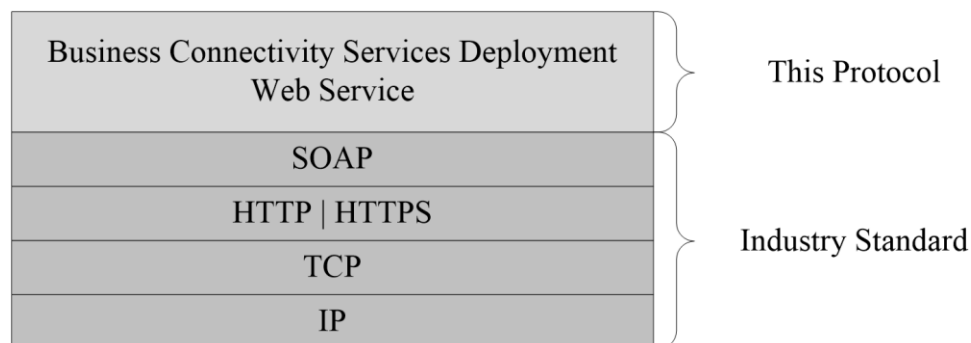 Business Connectivity Services Deployment
Web Service
This Protocol
SOAP
HTTP | HTTPS
TCP
IP
Industry Standard